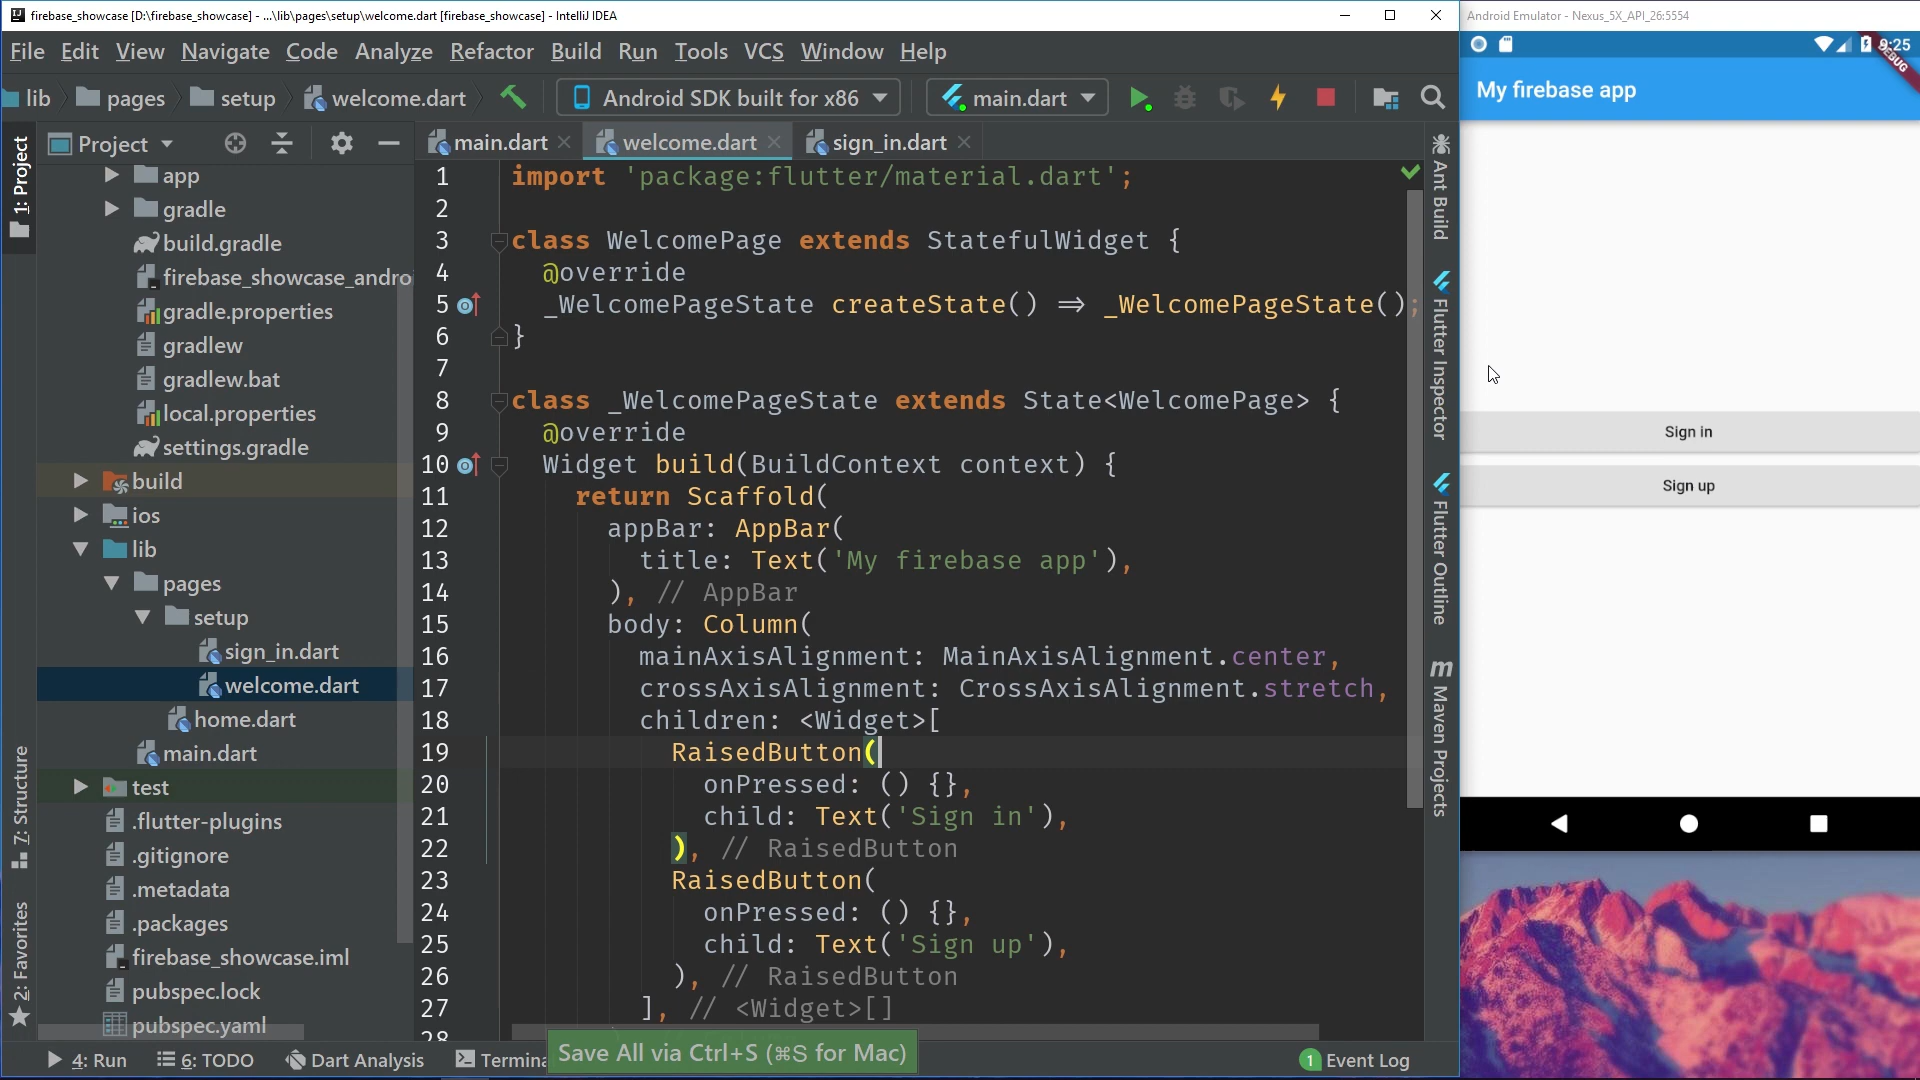 firebase_showcase [D:\firebase_showcase] - ...\lib\pages\setup\welcome.dart [firebase_showcase] - IntelliJ IDEA
File Edit View Navigate Code Analyze Refactor Build Run Tools VCS Window Help
lib pages setup welcome.dart Android SDK built for x86 main.dart
1: Project
7: Structure
2: Favorites
Project
app
gradle
build.gradle
firebase_showcase_andro
gradle.properties
gradlew
gradlew.bat
local.properties
settings.gradle
build
ios
lib
pages
setup
sign_in.dart
welcome.dart
home.dart
main.dart
test
.flutter-plugins
.gitignore
.metadata
.packages
firebase_showcase.iml
pubspec.lock
pubspec.yaml
main.dart welcome.dart sign_in.dart
1 import 'package:flutter/material.dart';
2
3 class WelcomePage extends StatefulWidget {
4 @override
5 _WelcomePageState createState() => _WelcomePageState();
6 }
7
8 class _WelcomePageState extends State<WelcomePage> {
9 @override
10 Widget build(BuildContext context) {
11 return Scaffold(
12 appBar: AppBar(
13 title: Text('My firebase app'),
14 ), // AppBar
15 body: Column(
16 mainAxisAlignment: MainAxisAlignment.center,
17 crossAxisAlignment: CrossAxisAlignment.stretch,
18 children: <Widget>[
19 RaisedButton(
20 onPressed: () {},
21 child: Text('Sign in'),
22 ), // RaisedButton
23 RaisedButton(
24 onPressed: () {},
25 child: Text('Sign up'),
26 ), // RaisedButton
27 ], // <Widget>[]
28
Save All via Ctrl+S (⌘S for Mac)
4: Run 6: TODO Dart Analysis Termina 1 Event Log
Ant Build
Flutter Inspector
Flutter Outline
m Maven Projects
Android Emulator - Nexus_5X_API_26:5554
9:25
DEBUG
My firebase app
Sign in
Sign up